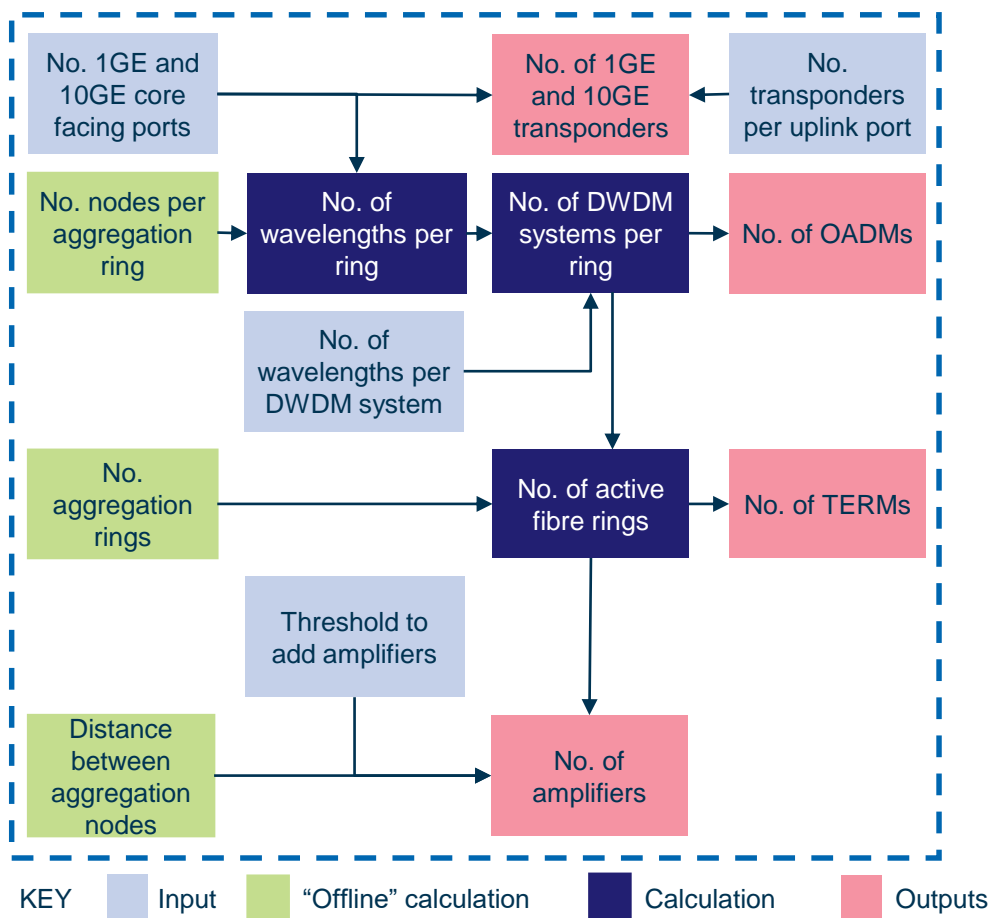 No. 1GE and
10GE core
facing ports
No. of 1GE
and 10GE
transponders
No.
transponders
per uplink port
No. nodes per
aggregation
ring
No. of
wavelengths per
ring
No. of DWDM
systems per
ring
No. of OADMs
No. of
wavelengths per
DWDM system
No.
aggregation
rings
No. of active
fibre rings
No. of TERMs
Threshold to
add amplifiers
Distance
between
aggregation
nodes
No. of
amplifiers
KEY
Input
“Offline” calculation
Calculation
Outputs